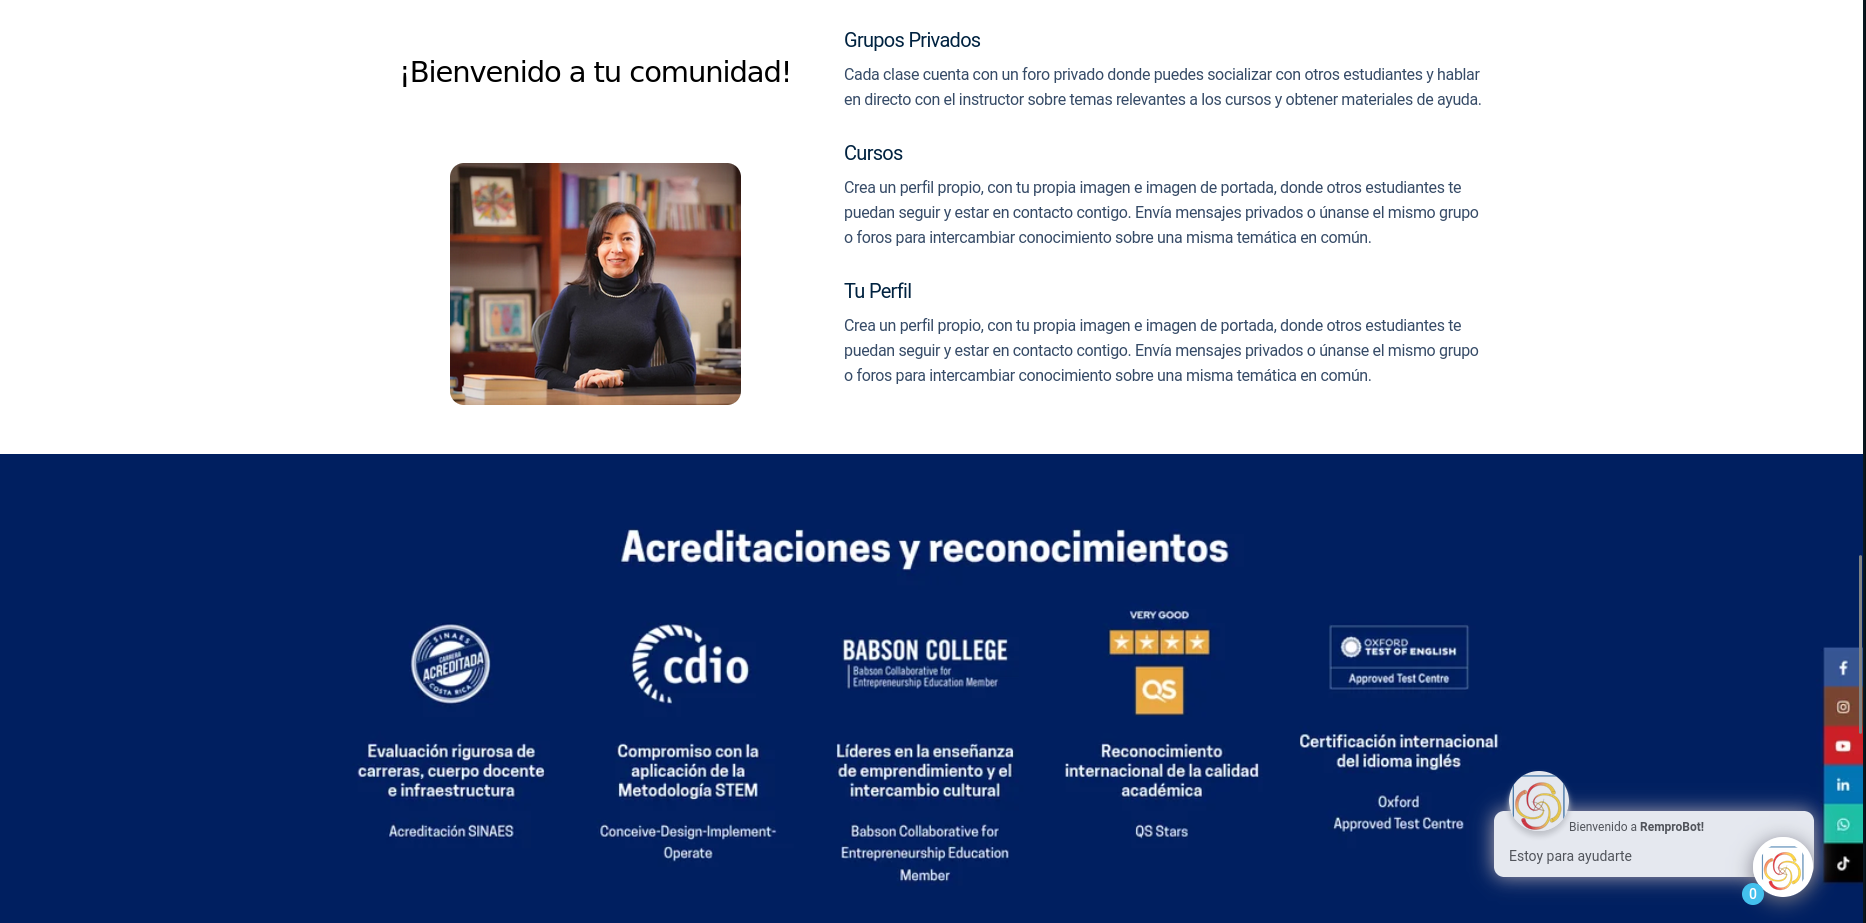 ¡Bienvenido a tu comunidad!
Grupos Privados
Cada clase cuenta con un foro privado donde puedes socializar con otros estudiantes y hablar
en directo con el instructor sobre temas relevantes a los cursos y obtener materiales de ayuda.
Cursos
Crea un perfil propio, con tu propia imagen e imagen de portada, donde otros estudiantes te
puedan seguir y estar en contacto contigo. Envía mensajes privados o únanse el mismo grupo
o foros para intercambiar conocimiento sobre una misma temática en común.
Tu Perfil
Crea un perfil propio, con tu propia imagen e imagen de portada, donde otros estudiantes te
puedan seguir y estar en contacto contigo. Envía mensajes privados o únanse el mismo grupo
o foros para intercambiar conocimiento sobre una misma temática en común.
Acreditaciones y reconocimientos
SINAES
CARRERA
ACREDITADA
COSTA RICA
Evaluación rigurosa de
carreras, cuerpo docente
e infraestructura
Acreditación SINAES
cdio
Compromiso con la
aplicación de la
Metodología STEM
Conceive-Design-Implement-
Operate
BABSON COLLEGE
Babson Collaborative for
Entrepreneurship Education Member
Líderes en la enseñanza
de emprendimiento y el
intercambio cultural
Babson Collaborative for
Entrepreneurship Education
Member
VERY GOOD
QS
Reconocimiento
internacional de la calidad
académica
QS Stars
OXFORD
TEST OF ENGLISH
Approved Test Centre
Certificación internacional
del idioma inglés
Oxford
Approved Test Centre
Bienvenido a RemproBot!
Estoy para ayudarte
0